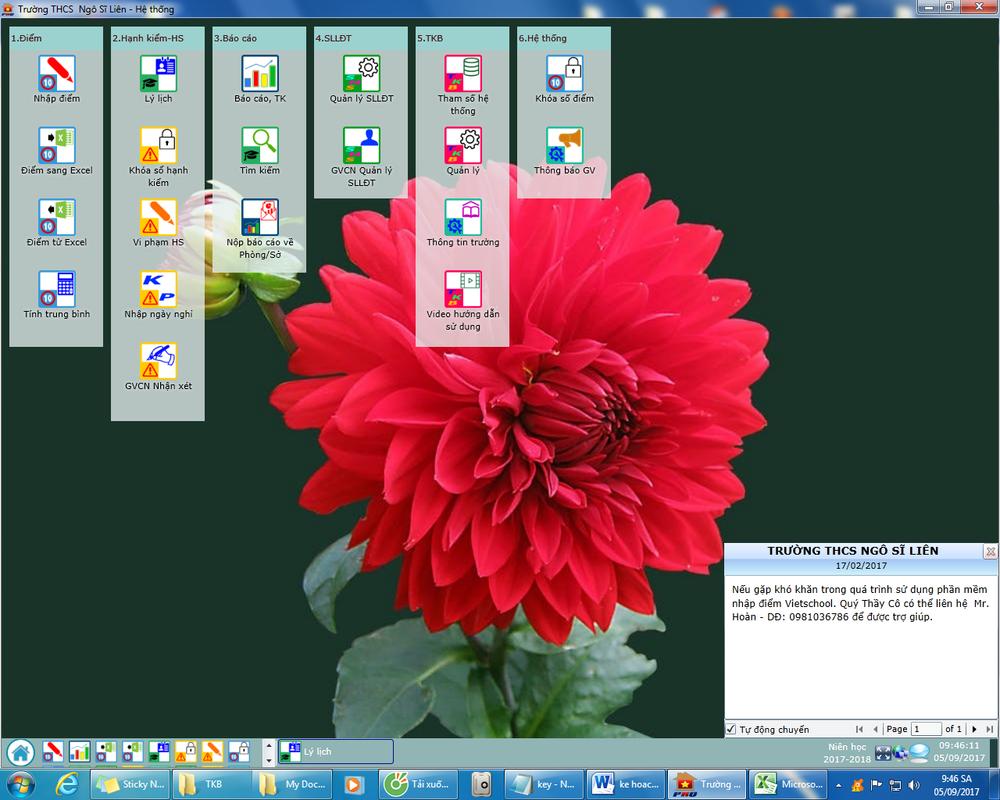 Trường THCS  Ngô Sĩ Liên - Hệ thống
1.Điểm
2.Hạnh kiểm-HS
3.Báo cáo
4.SLLĐT
5.TKB
6.Hệ thống
Nhập điểm
Lý lịch
Báo cáo, TK
Quản lý SLLĐT
Tham số hệ
thống
Khóa sổ điểm
Điểm sang Excel
Khóa sổ hạnh
kiểm
Tìm kiếm
GVCN Quản lý
SLLĐT
Quản lý
Thông báo GV
Điểm từ Excel
Vi phạm HS
Nộp báo cáo về
Phòng/Sở
Thông tin trường
Tính trung bình
Nhập ngày nghỉ
Video hướng dẫn
sử dụng
GVCN Nhận xét
TRƯỜNG THCS NGÔ SĨ LIÊN
17/02/2017
Nếu gặp khó khăn trong quá trình sử dụng phần mềm
nhập điểm Vietschool. Quý Thầy Cô có thể liên hệ  Mr.
Hoàn - DĐ: 0981036786 để được trợ giúp.
Tự động chuyển
Page 1 of 1
Lý lịch
Niên học
2017-2018
09:46:11
05/09/2017
Sticky N...
TKB
My Doc...
Tải xuố...
key - N...
ke hoac...
Trường ...
Microso...
9:46 SA
05/09/2017